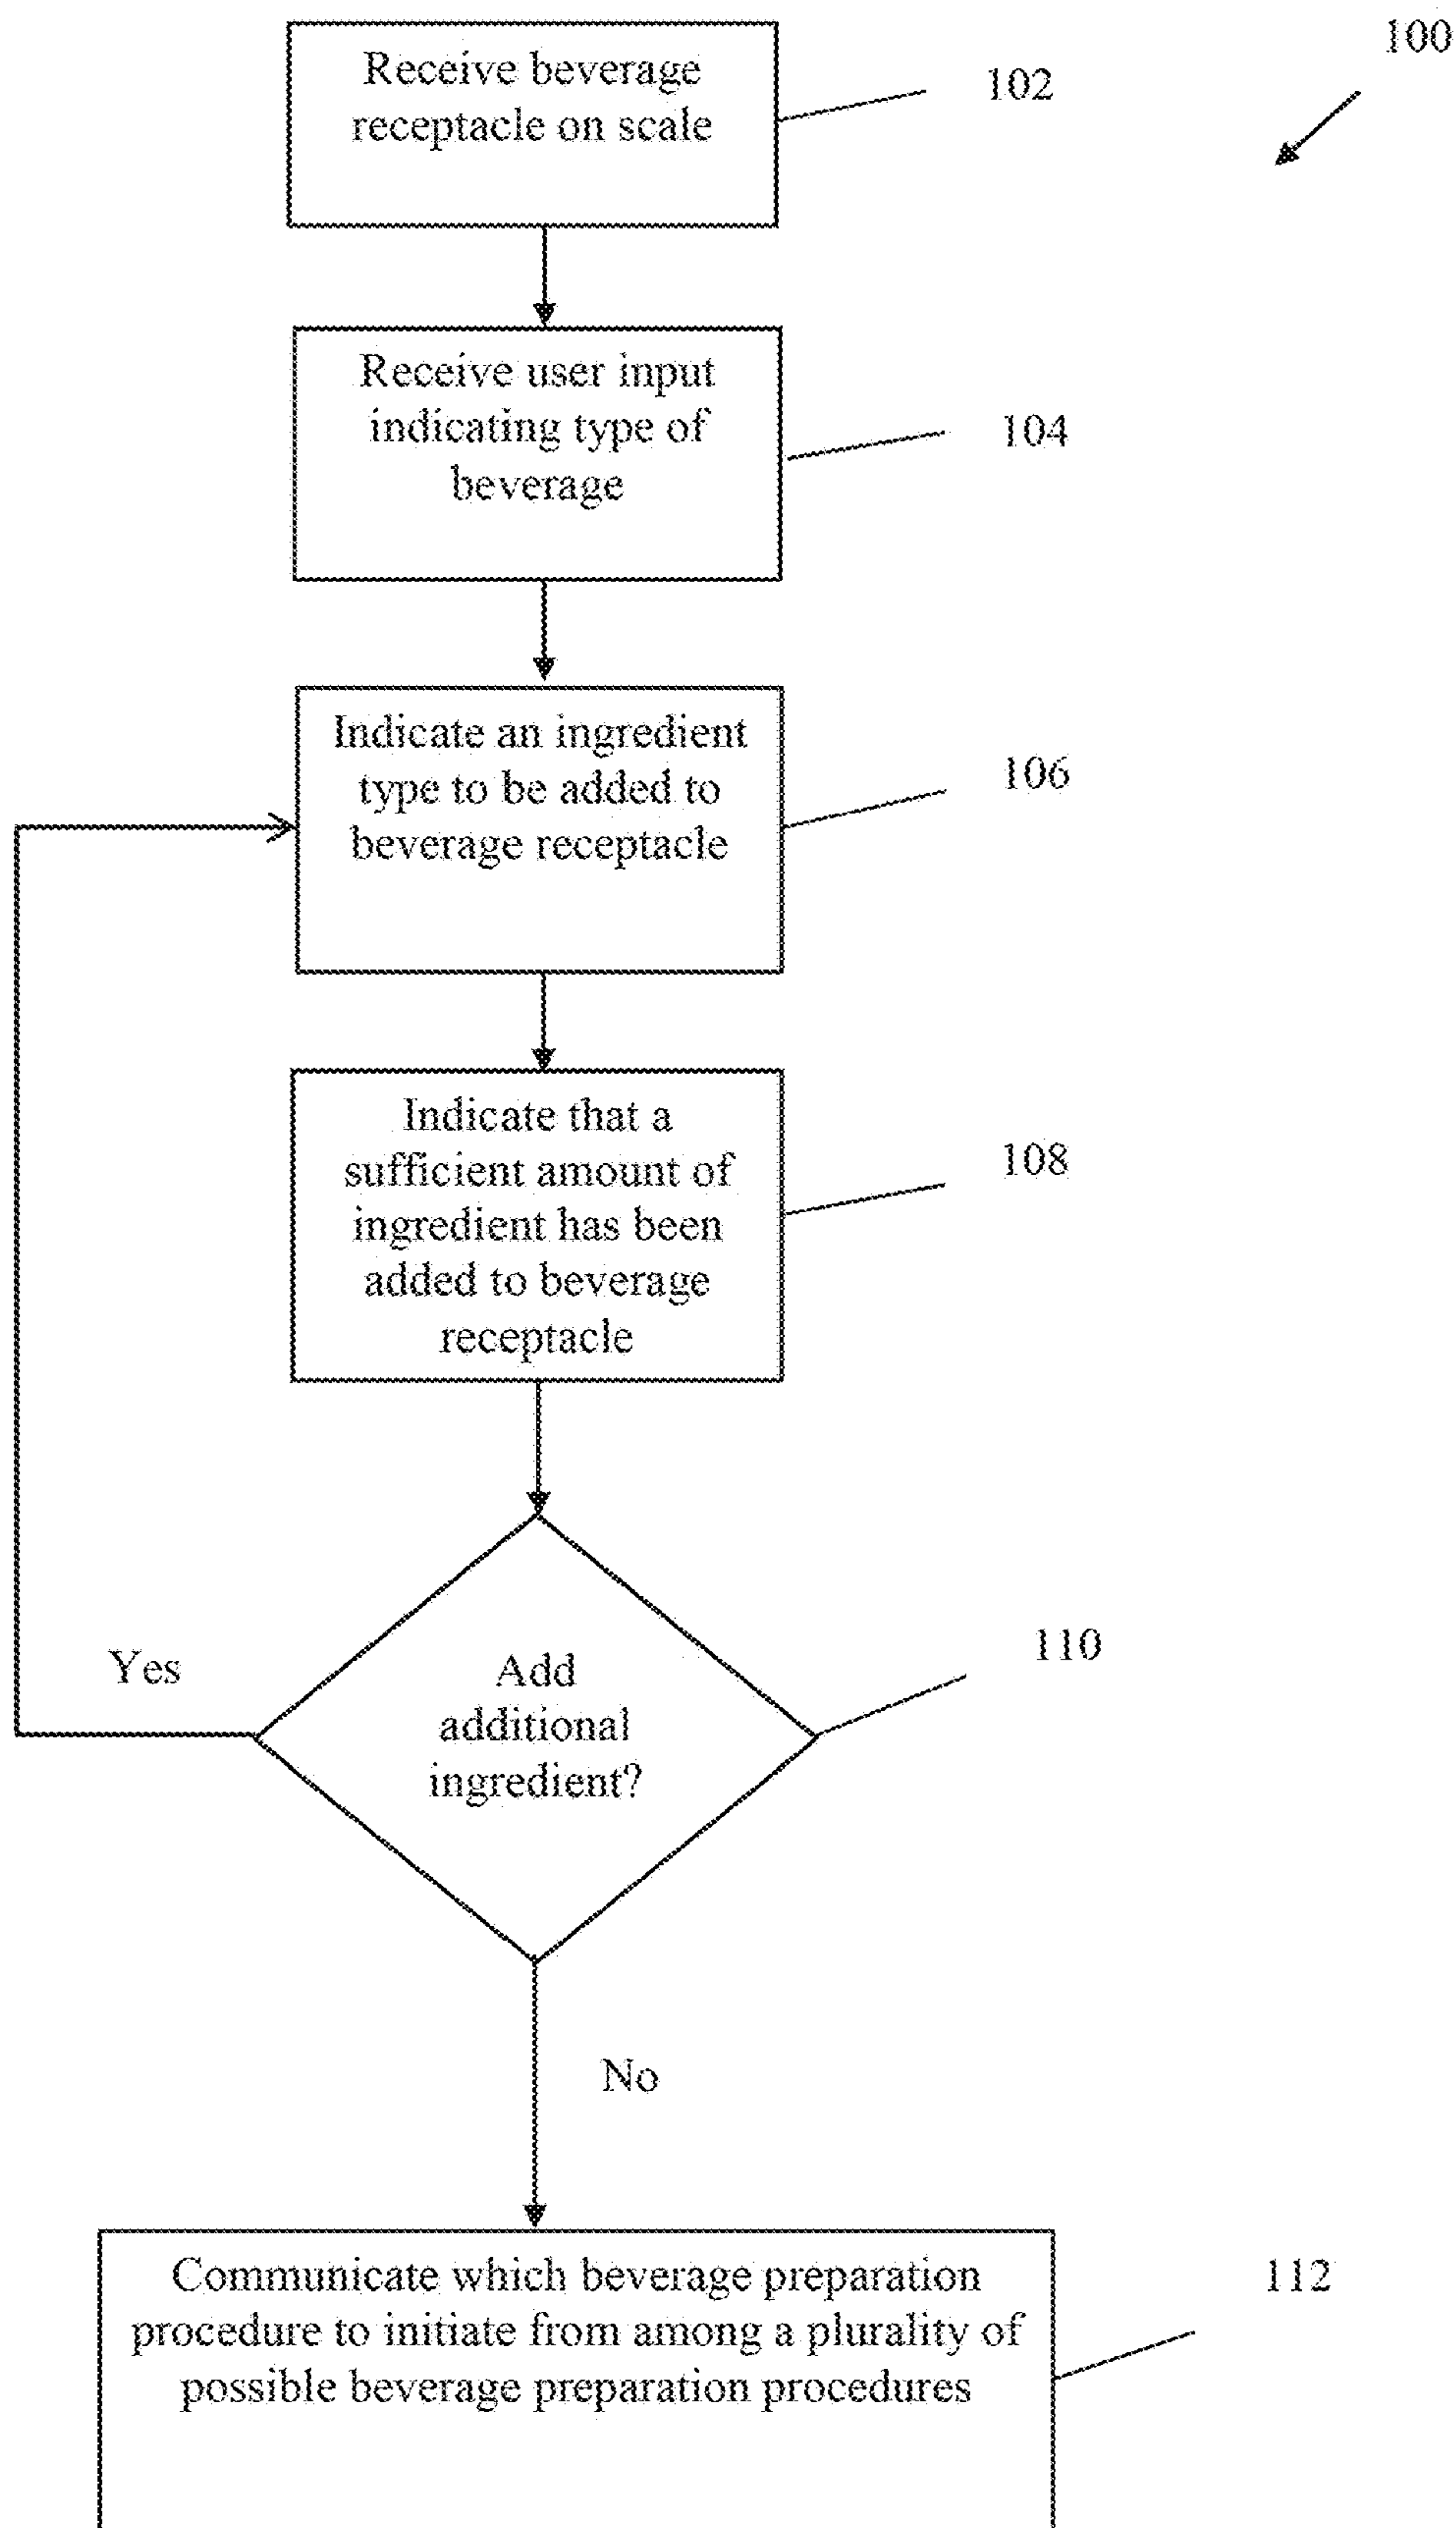 100
Receive beverage
receptacle on scale
102
Receive user input
indicating type of
beverage
104
Indicate an ingredient
type to be added to
beverage receptacle
106
Indicate that a
sufficient amount of
ingredient has been
added to beverage
receptacle
108
Add
additional
ingredient?
110
Yes
No
Communicate which beverage preparation
procedure to initiate from among a plurality of
possible beverage preparation procedures
112